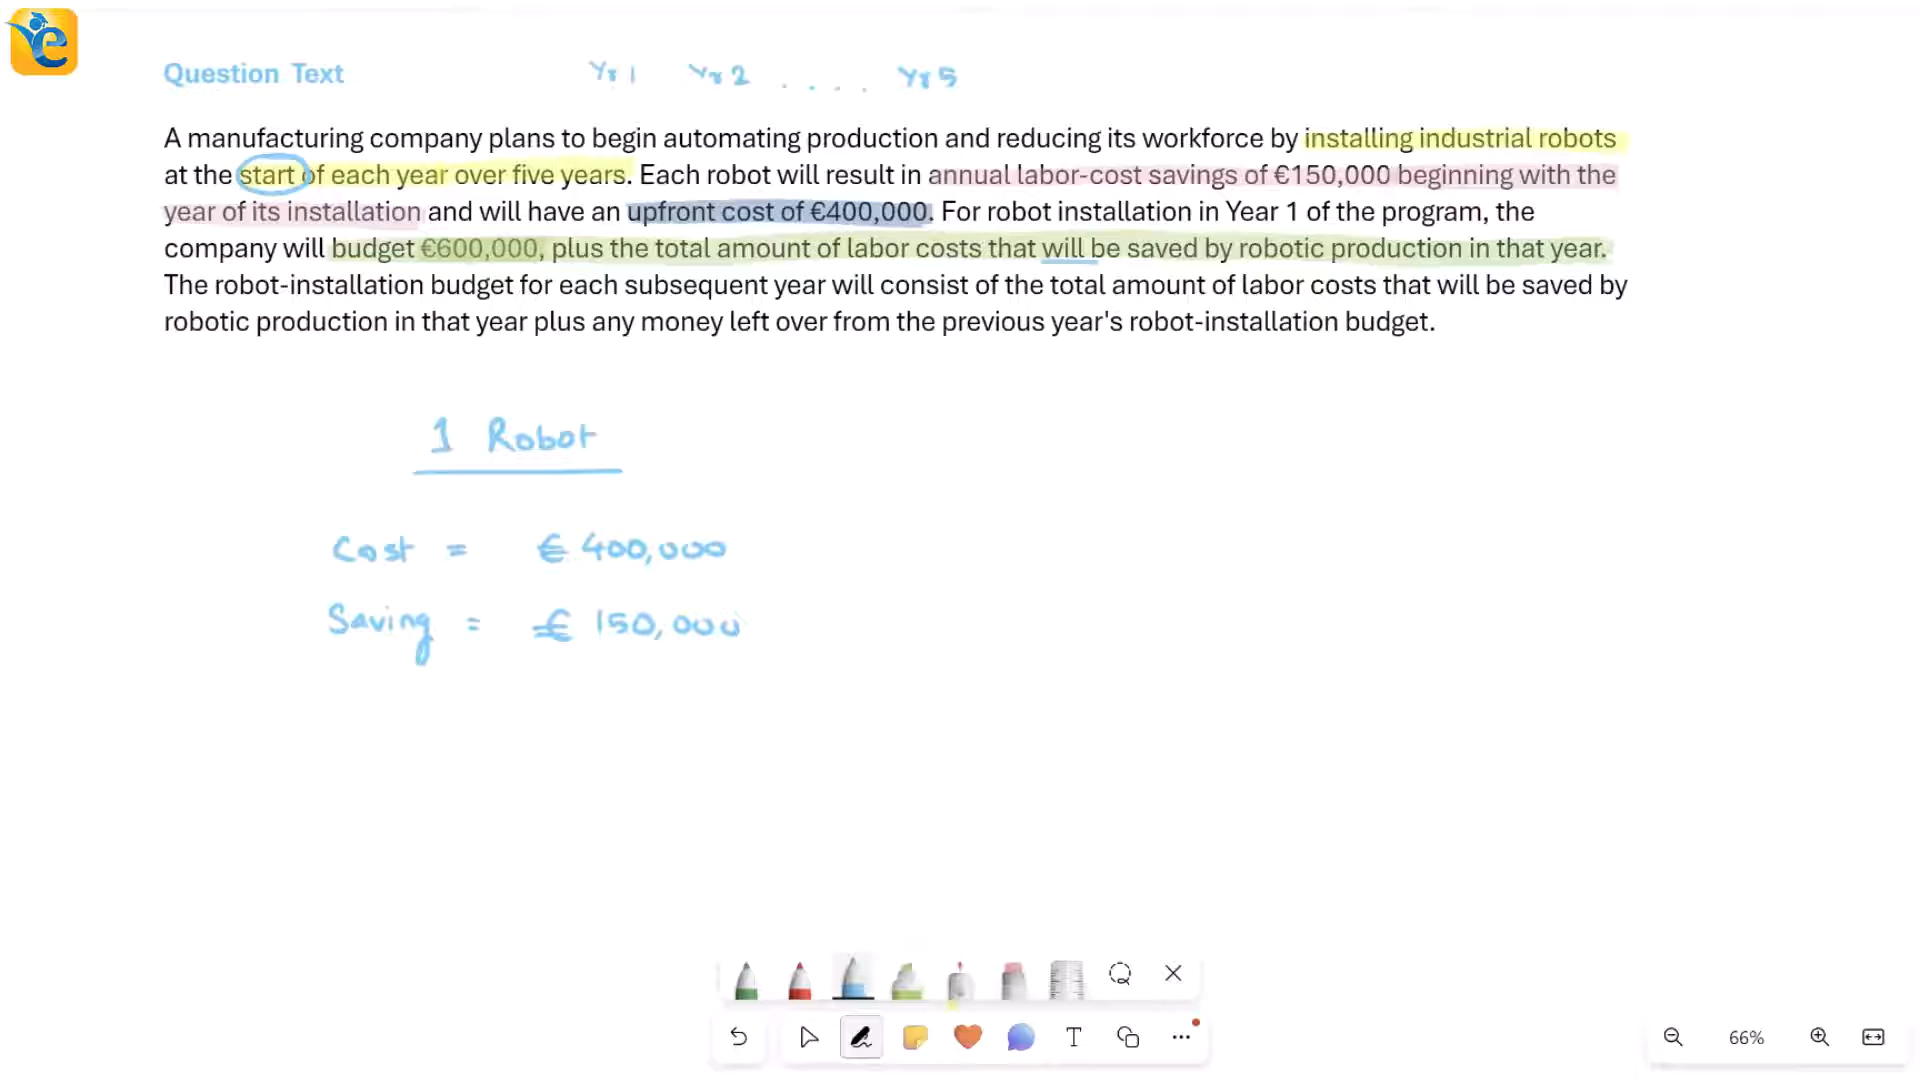 Question Text
Yr 1 Yr 2 . . . . Yr 5
A manufacturing company plans to begin automating production and reducing its workforce by installing industrial robots
at the start of each year over five years. Each robot will result in annual labor-cost savings of €150,000 beginning with the
year of its installation and will have an upfront cost of €400,000. For robot installation in Year 1 of the program, the
company will budget €600,000, plus the total amount of labor costs that will be saved by robotic production in that year.
The robot-installation budget for each subsequent year will consist of the total amount of labor costs that will be saved by
robotic production in that year plus any money left over from the previous year's robot-installation budget.
1 Robot
Cost = € 400,000
Saving = € 150,000
66%